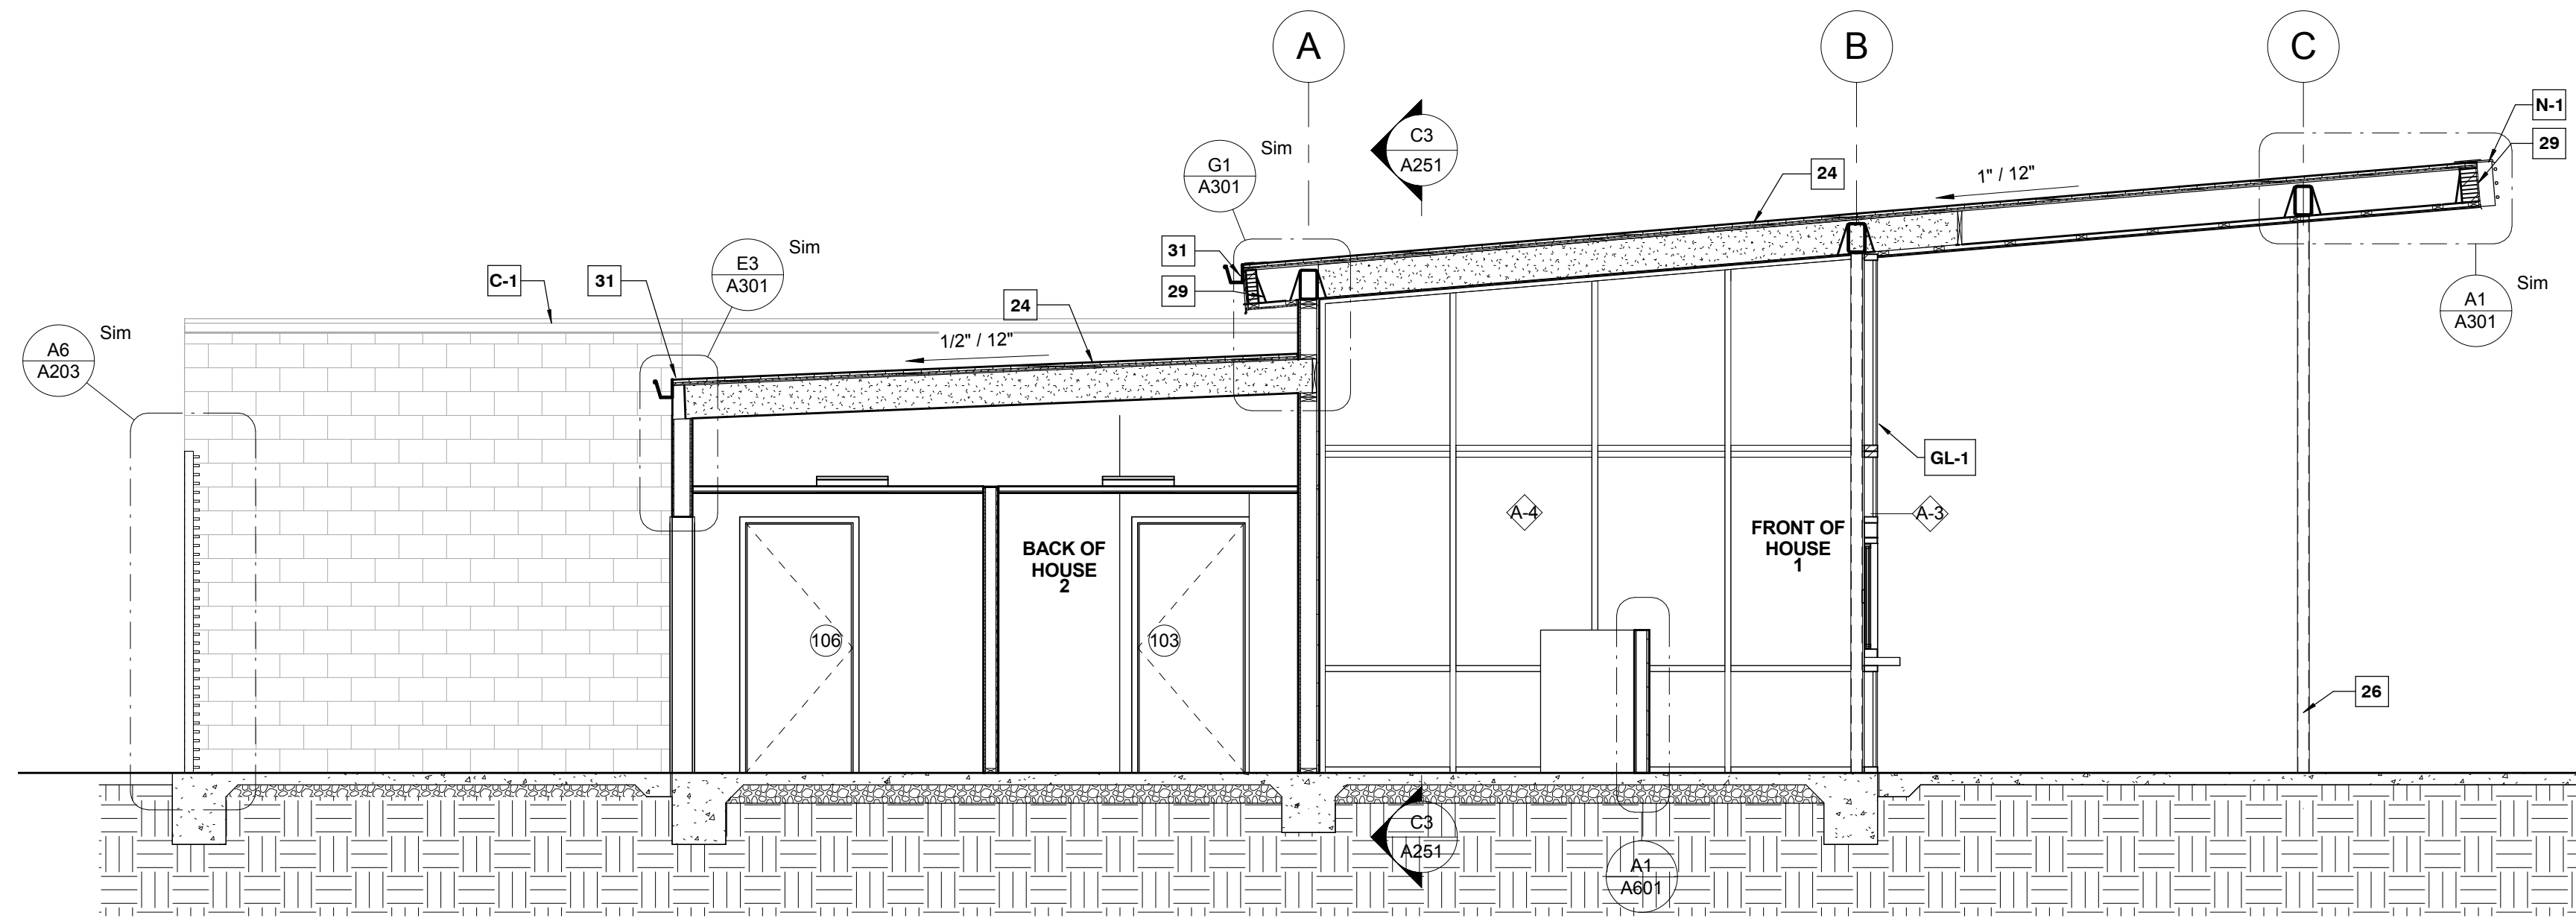 A
B
C
N-1
29
C3
A251
Sim
G1
A301
24
1" / 12"
31
29
Sim
E3
A301
C-1
31
24
1/2" / 12"
Sim
A6
A203
Sim
A1
A301
GL-1
A-4
A-3
FRONT OF
HOUSE
1
BACK OF
HOUSE
2
106
103
26
C3
A251
A1
A601